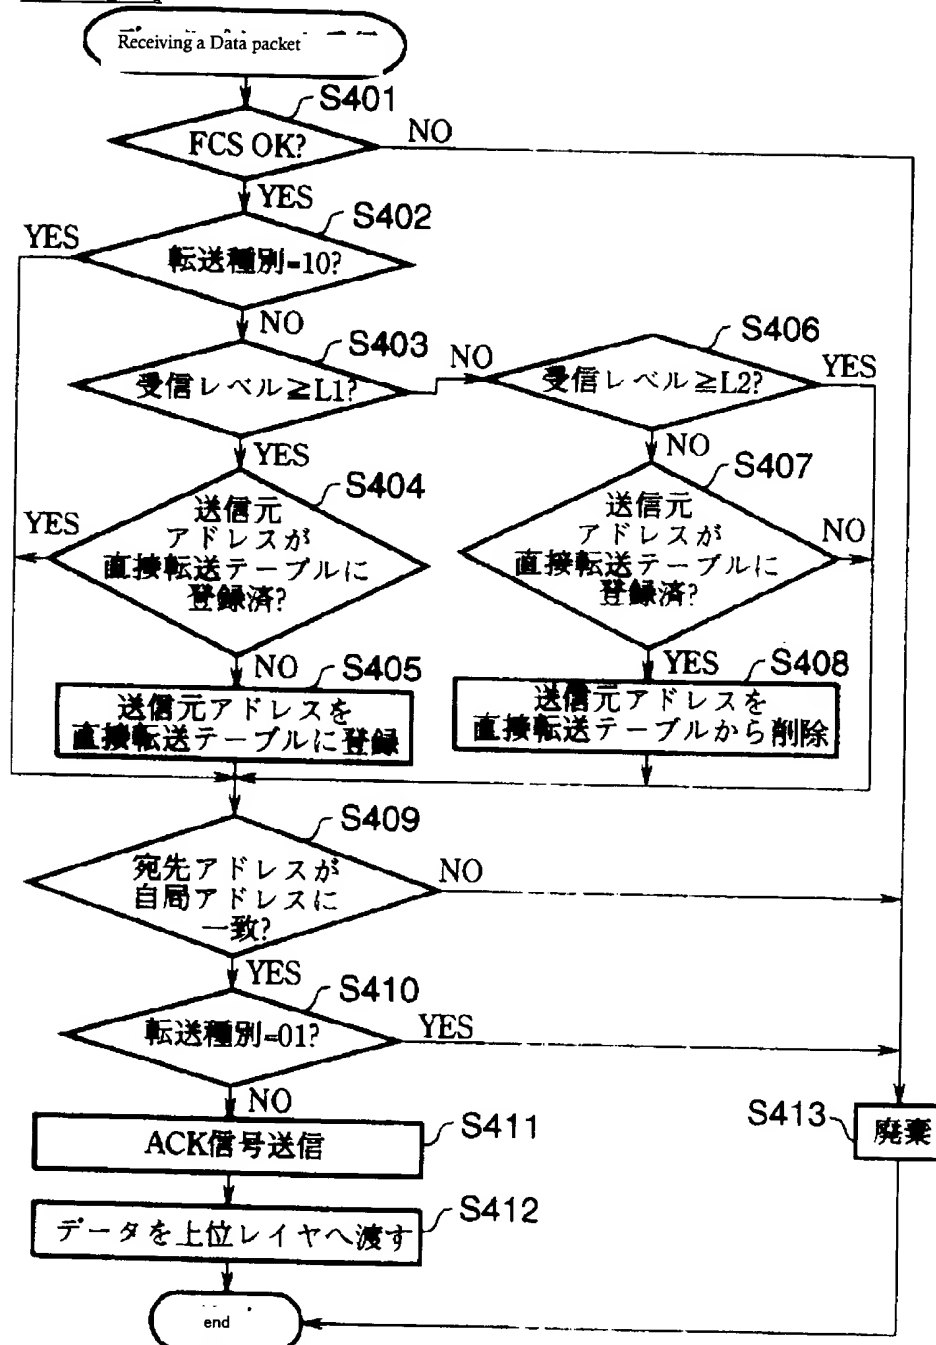 Receiving a Data packet
S401
FCS OK?
NO
YES
S402
YES
転送種別=10?
NO
S403
受信レベル≧L1?
NO
S406
受信レベル≧L2?
YES
YES
NO
S404
YES
送信元
アドレスが
直接転送テーブルに
登録済?
S407
送信元
アドレスが
直接転送テーブルに
登録済?
NO
NO
S405
送信元アドレスを
直接転送テーブルに登録
YES
S408
送信元アドレスを
直接転送テーブルから削除
S409
宛先アドレスが
自局アドレスに
一致?
NO
YES
S410
転送種別=01?
YES
NO
S411
ACK信号送信
S413
廃棄
S412
データを上位レイヤへ渡す
end